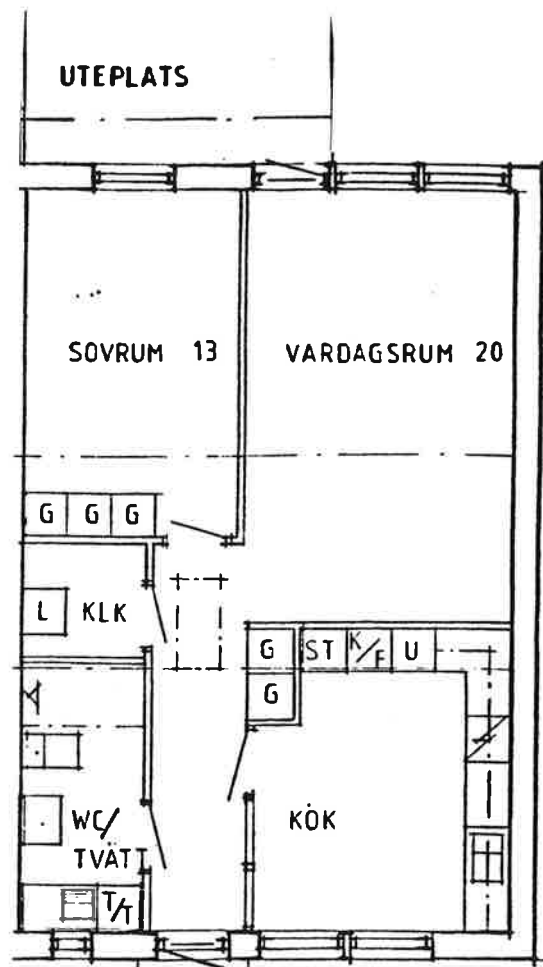 UTEPLATS
SOVRUM 13
VARDAGSRUM 20
G G G
L KLK
G ST K/F U
G
WC/
TVÄTT
KÖK
T/T